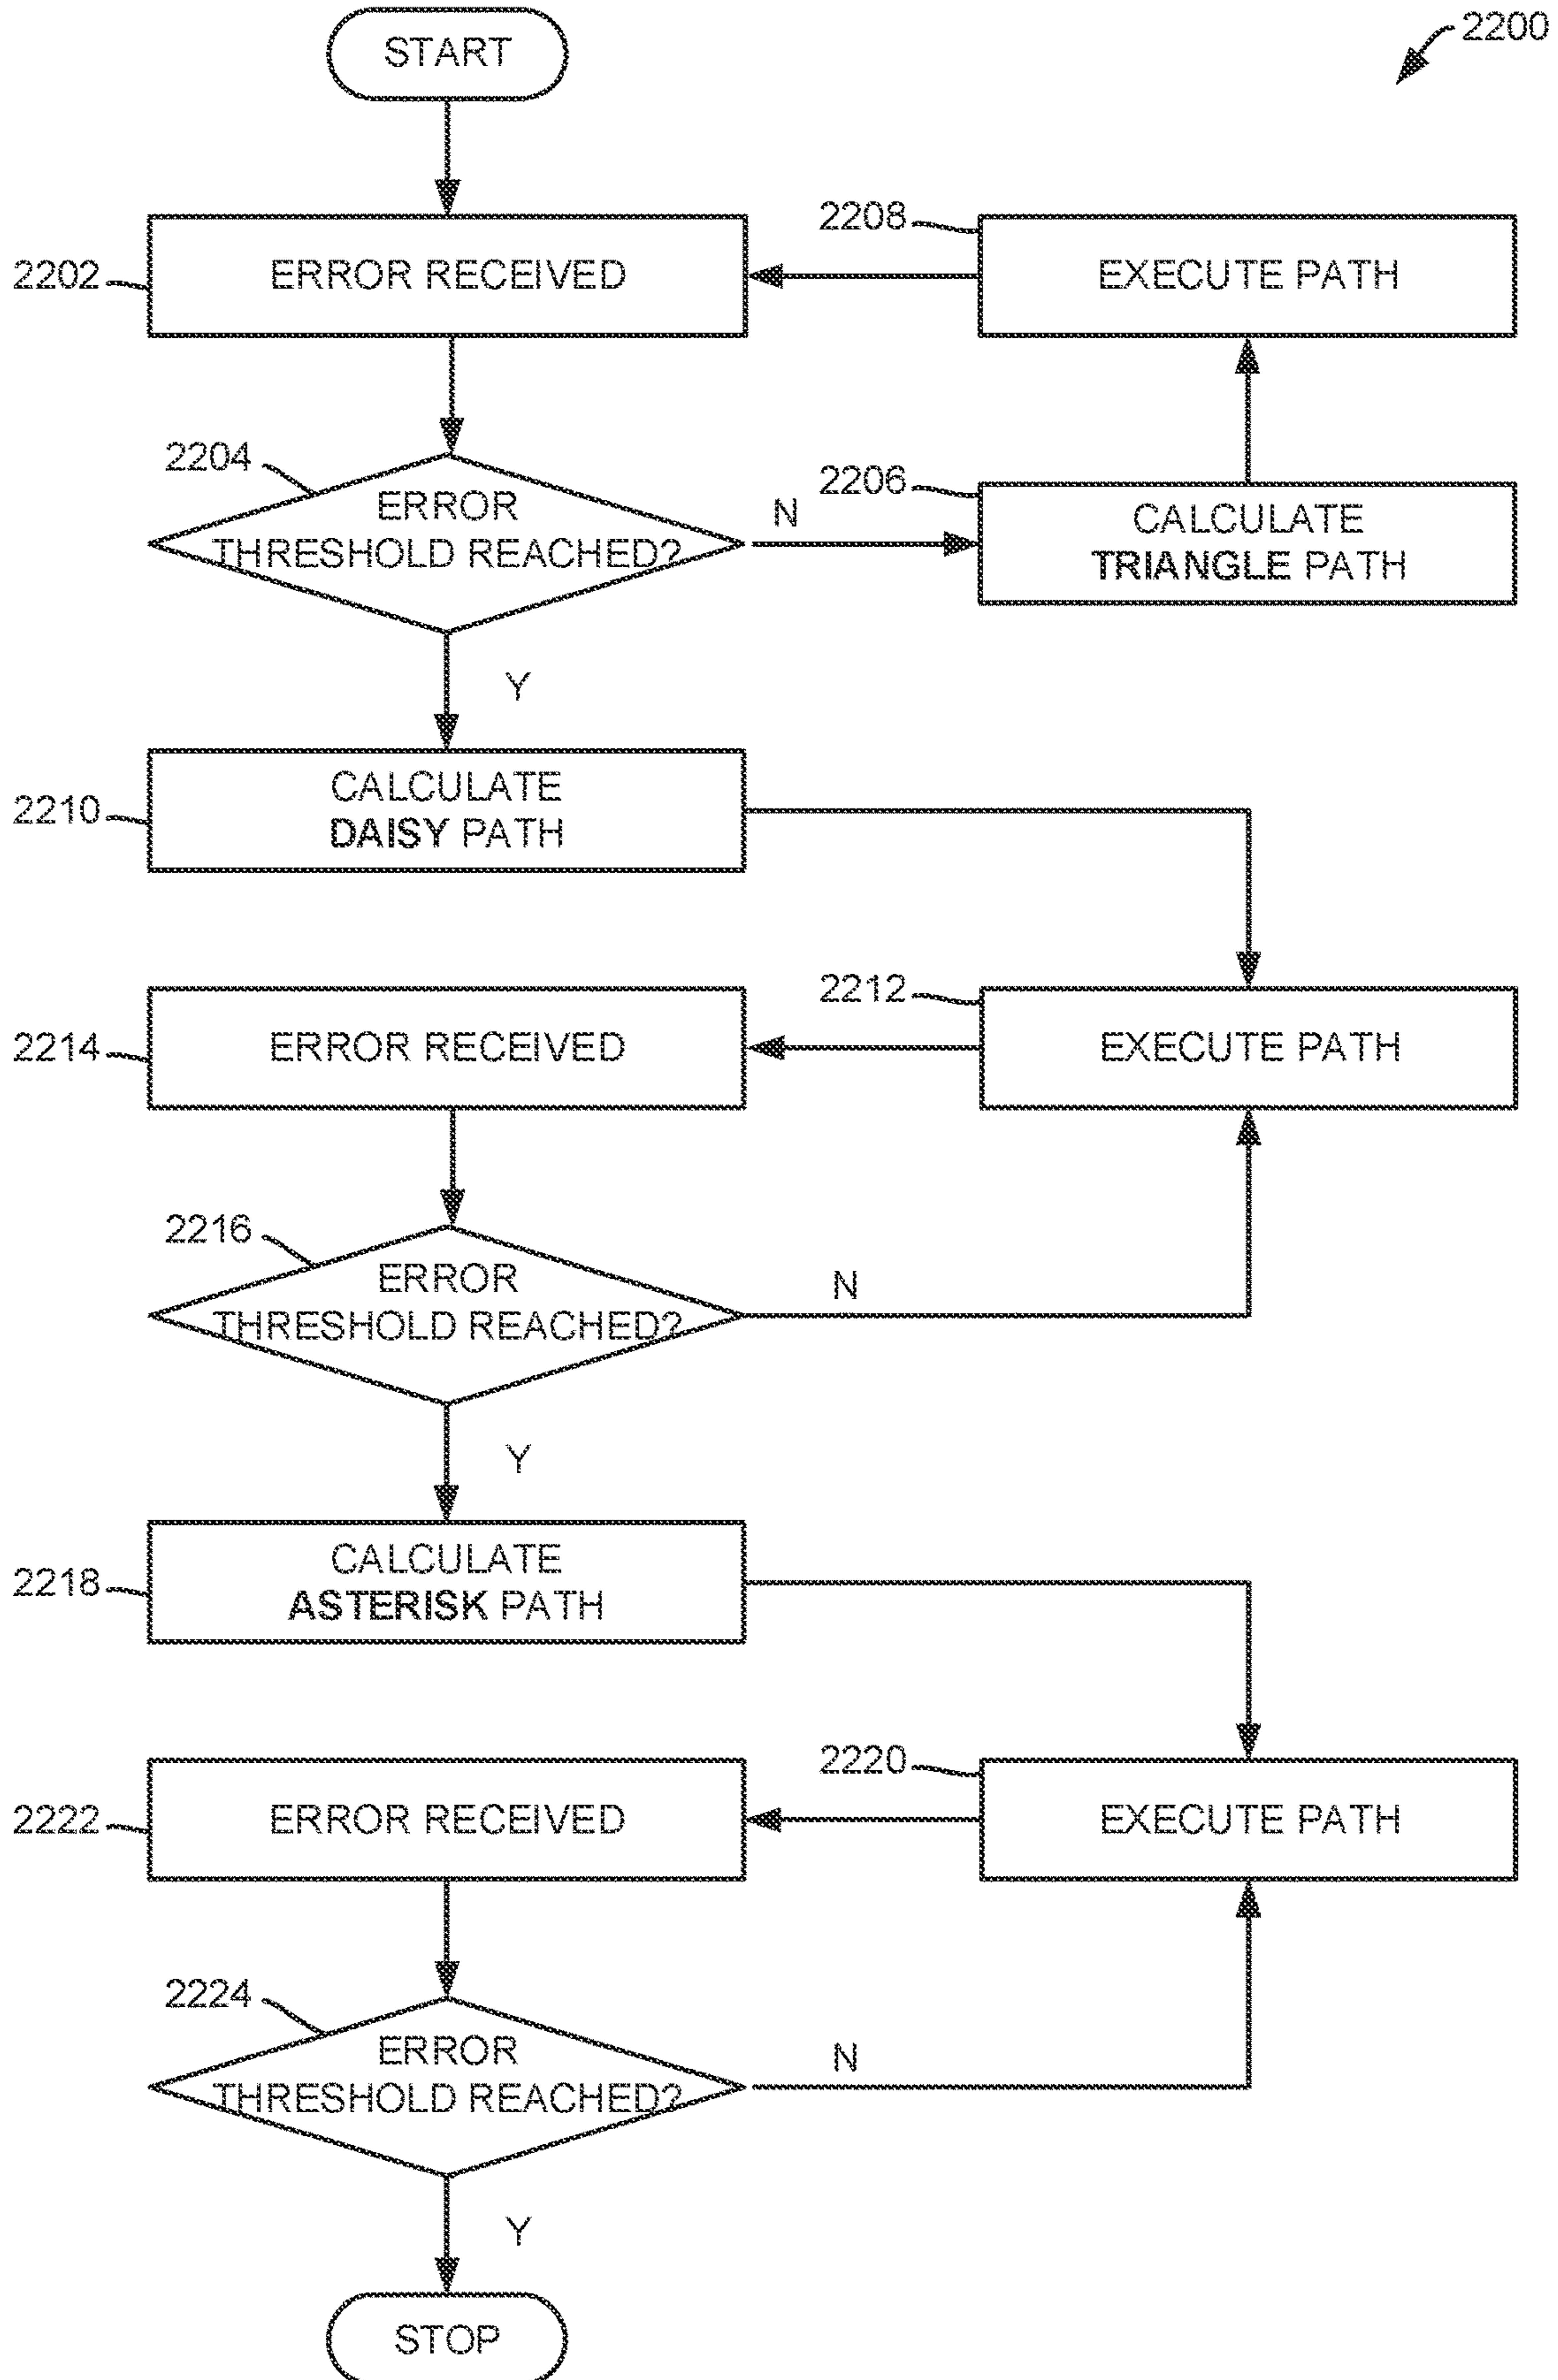 START
2200
2202
ERROR RECEIVED
2208
EXECUTE PATH
2204
ERROR
THRESHOLD REACHED?
N
2206
CALCULATE
TRIANGLE PATH
Y
2210
CALCULATE
DAISY PATH
2214
ERROR RECEIVED
2212
EXECUTE PATH
2216
ERROR
THRESHOLD REACHED?
N
Y
2218
CALCULATE
ASTERISK PATH
2222
ERROR RECEIVED
2220
EXECUTE PATH
2224
ERROR
THRESHOLD REACHED?
N
Y
STOP